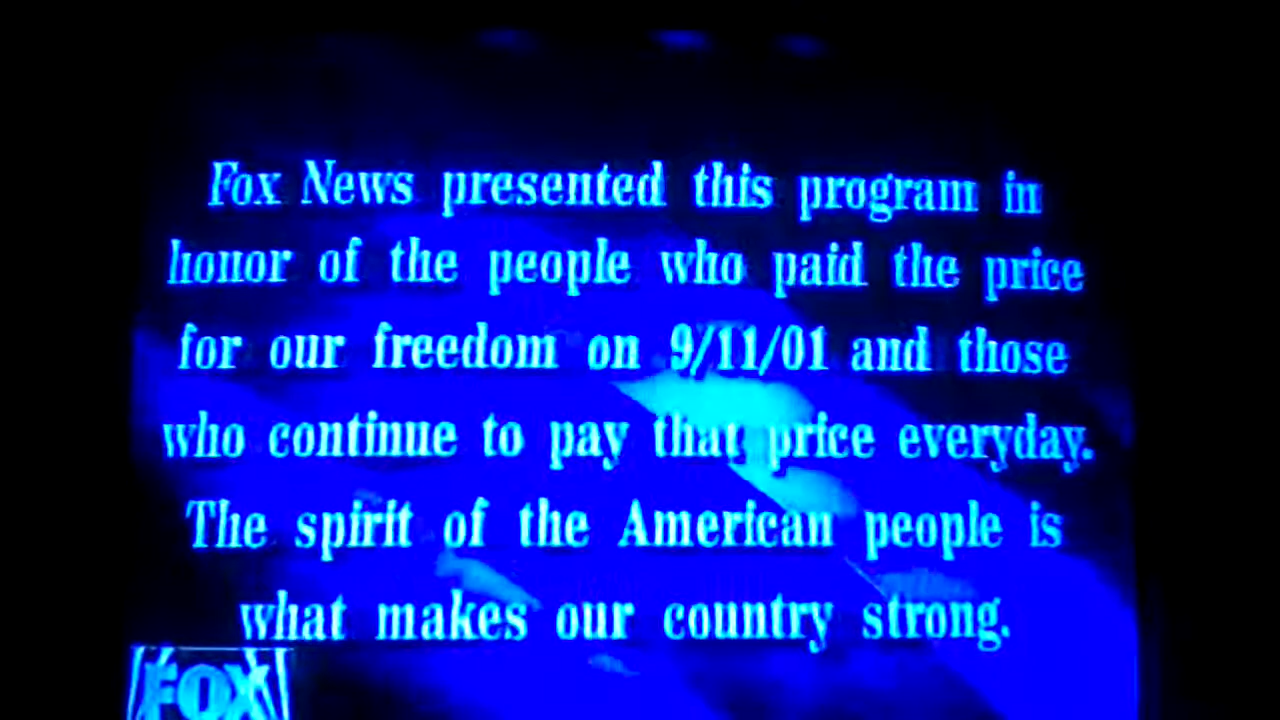 Fox News presented this program in
honor of the people who paid the price
for our freedom on 9/11/01 and those
who continue to pay that price everyday.
The spirit of the American people is
what makes our country strong.
FOX